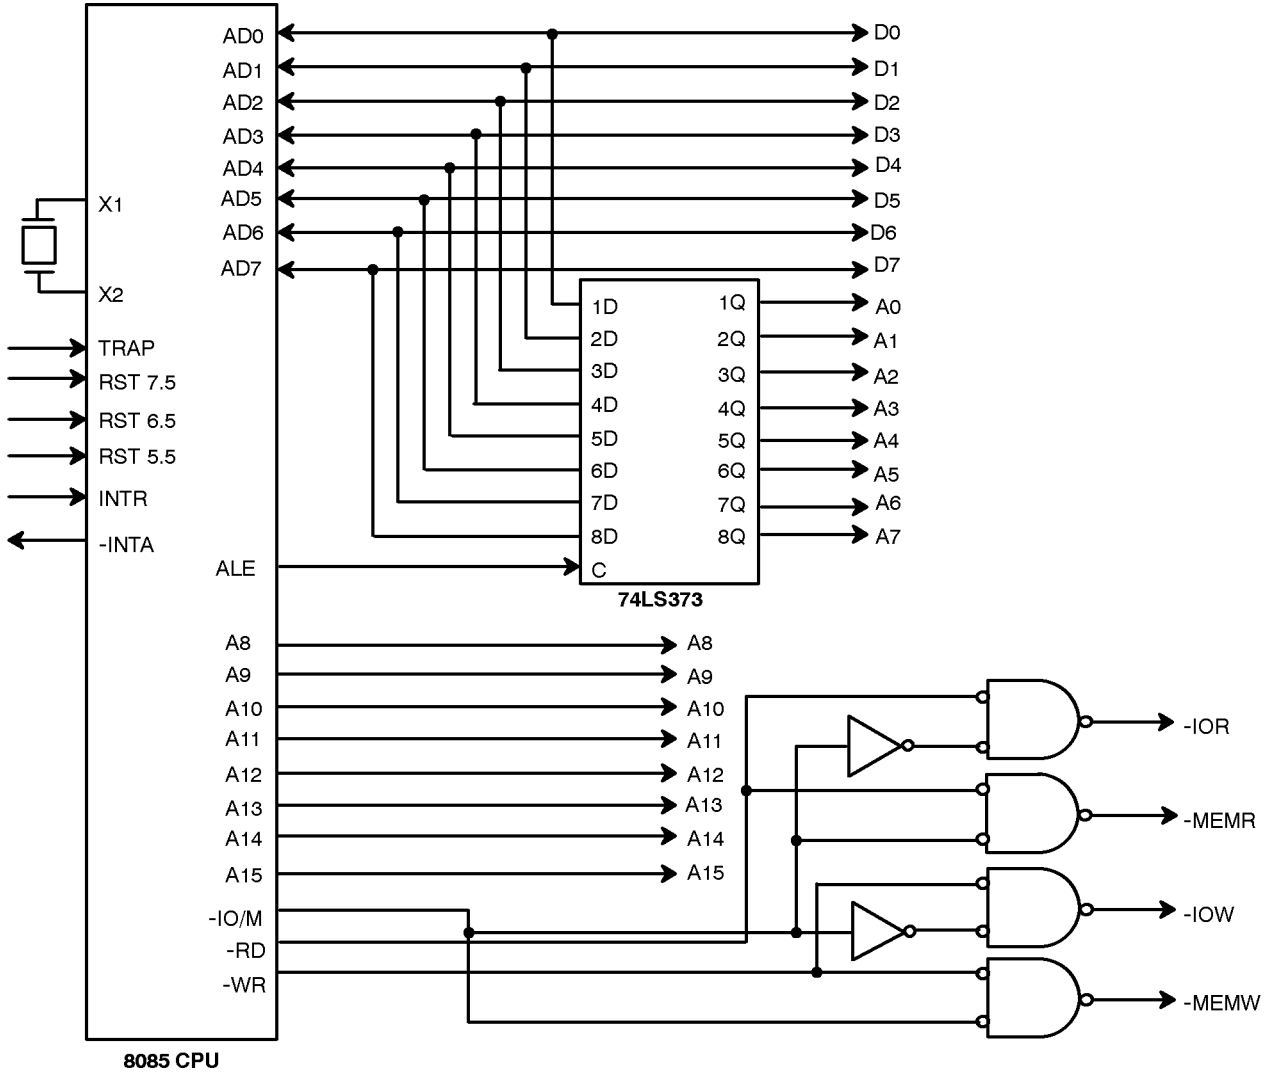 AD0 D0
AD1 D1
AD2 D2
AD3 D3
AD4 D4
AD5 D5
X1
AD6 D6
AD7 D7
X2
1D 1Q A0
2D 2Q A1
TRAP
3D 3Q A2
RST 7.5
4D 4Q A3
RST 6.5
5D 5Q A4
RST 5.5
6D 6Q A5
INTR
7D 7Q A6
8D 8Q A7
-INTA
ALE C
74LS373
A8 A8
A9 A9
A10 A10
-IOR
A11 A11
A12 A12
A13 A13
-MEMR
A14 A14
A15 A15
-IO/M
-IOW
-RD
-WR
-MEMW
8085 CPU